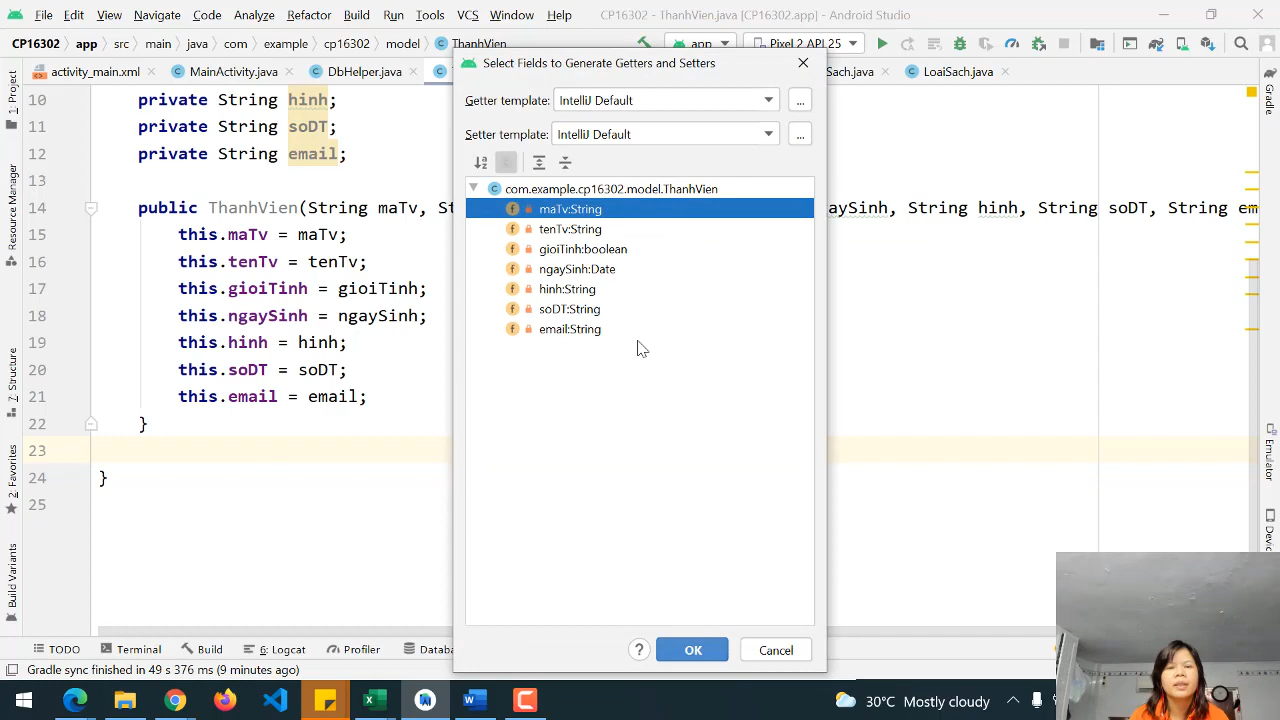 File Edit View Navigate Code Analyze Refactor Build Run Tools VCS Window Help CP16302 - ThanhVien.java [CP16302.app] - Android Studio
CP16302 app src main java com example cp16302 model ThanhVien app Pixel 2 API 25
activity_main.xml MainActivity.java DbHelper.java Sach.java LoaiSach.java
1: Project
Resource Manager
Z: Structure
2: Favorites
Build Variants
10 private String hinh;
11 private String soDT;
12 private String email;
13
14 public ThanhVien(String maTv, St aySinh, String hinh, String soDT, String em
15 this.maTv = maTv;
16 this.tenTv = tenTv;
17 this.gioiTinh = gioiTinh;
18 this.ngaySinh = ngaySinh;
19 this.hinh = hinh;
20 this.soDT = soDT;
21 this.email = email;
22 }
23
24 }
25
Select Fields to Generate Getters and Setters
Getter template: IntelliJ Default ...
Setter template: IntelliJ Default ...
com.example.cp16302.model.ThanhVien
maTv:String
tenTv:String
gioiTinh:boolean
ngaySinh:Date
hinh:String
soDT:String
email:String
? OK Cancel
Gradle
Emulator
Devic
TODO Terminal Build 6: Logcat Profiler Databa
Gradle sync finished in 49 s 376 ms (9 minutes ago)
30°C Mostly cloudy